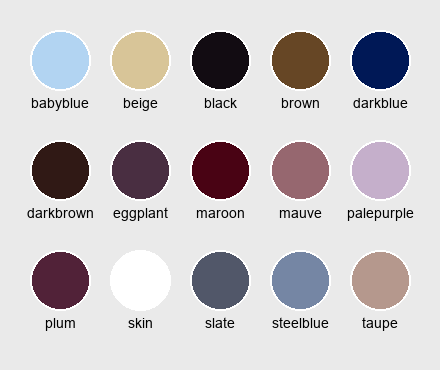 babyblue beige black brown darkblue
darkbrown eggplant maroon mauve palepurple
plum skin slate steelblue taupe